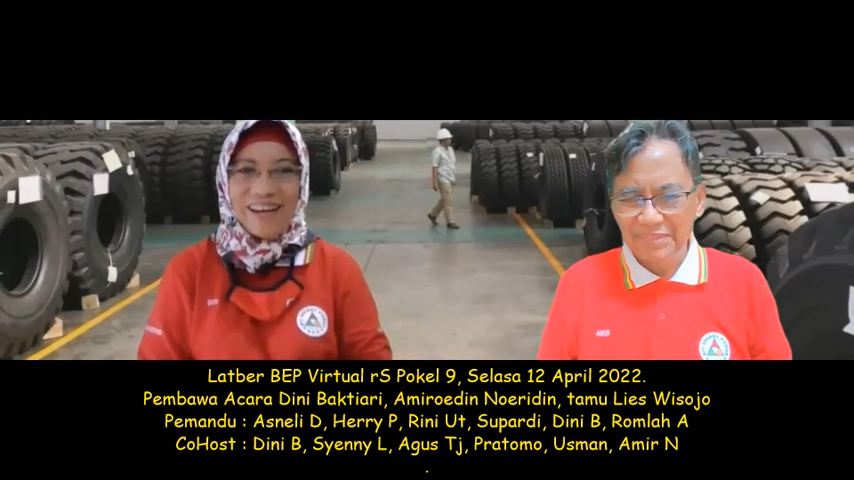 Latber BEP Virtual rS Pokel 9, Selasa 12 April 2022.
Pembawa Acara Dini Baktiari, Amiroedin Noeridin, tamu Lies Wisojo
Pemandu : Asneli D, Herry P, Rini Ut, Supardi, Dini B, Romlah A
CoHost : Dini B, Syenny L, Agus Tj, Pratomo, Usman, Amir N
.